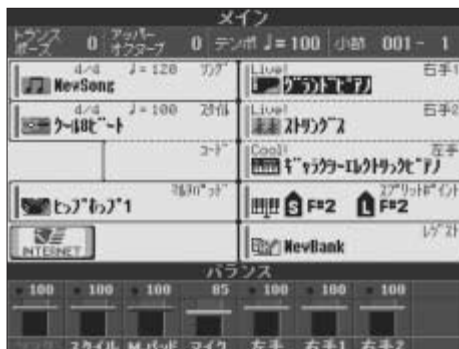 メイン
トランスポーズ 0 アッパーオクターブ 0 テンポ ♩=100 小節 001- 1
4/4 ♩=120 ソング
NewSong
Live! 右手1
グランドピアノ
4/4 ♩=100 スタイル
クール8ビート
Live! 右手2
ストリングス
コード
Cool! 左手
ギャラクシーエレクトリックピアノ
マルチパッド
ヒップホップ1
スプリットポイント
S F#2 L F#2
INTERNET
レジスト
NewBank
バランス
100 100 100 85 100 100 100
スタイル M.パッド マイク 左手 右手1 右手2